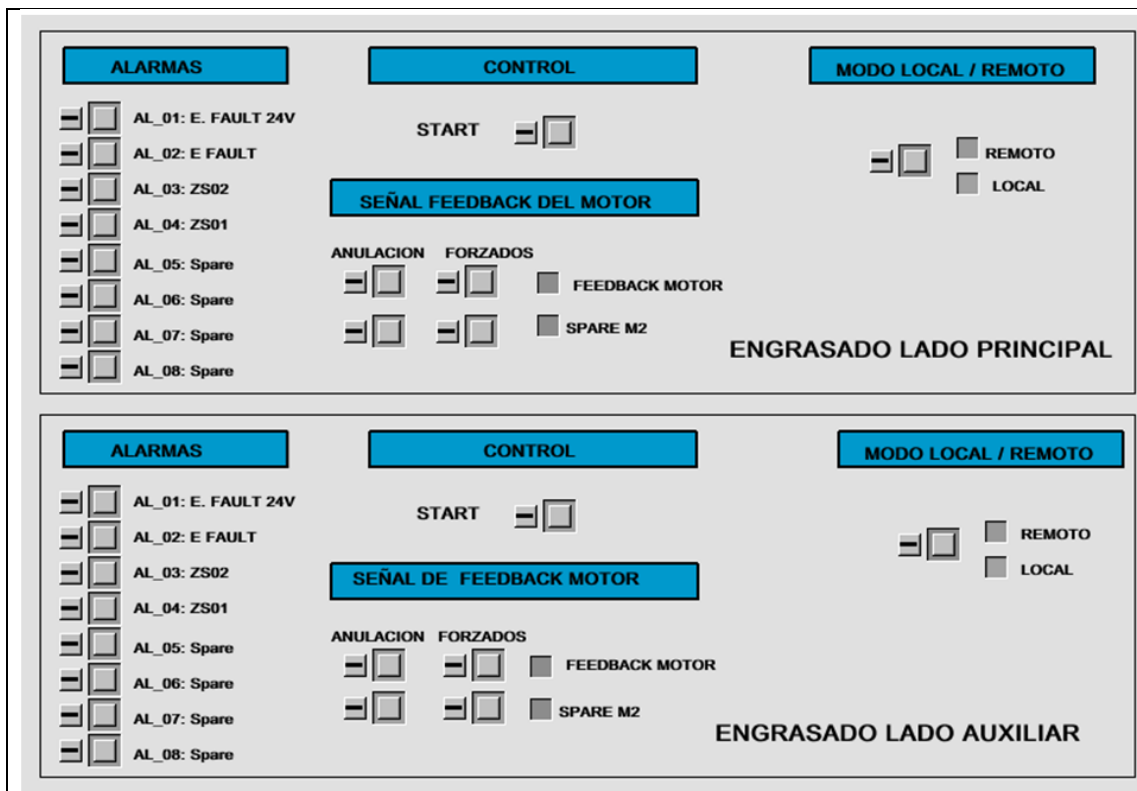 ALARMAS
CONTROL
MODO LOCAL / REMOTO
AL_01: E. FAULT 24V
AL_02: E FAULT
AL_03: ZS02
AL_04: ZS01
AL_05: Spare
AL_06: Spare
AL_07: Spare
AL_08: Spare
START
SEÑAL FEEDBACK DEL MOTOR
ANULACION FORZADOS
FEEDBACK MOTOR
SPARE M2
REMOTO
LOCAL
ENGRASADO LADO PRINCIPAL
ALARMAS
CONTROL
MODO LOCAL / REMOTO
AL_01: E. FAULT 24V
AL_02: E FAULT
AL_03: ZS02
AL_04: ZS01
AL_05: Spare
AL_06: Spare
AL_07: Spare
AL_08: Spare
START
SEÑAL DE FEEDBACK MOTOR
ANULACION FORZADOS
FEEDBACK MOTOR
SPARE M2
REMOTO
LOCAL
ENGRASADO LADO AUXILIAR